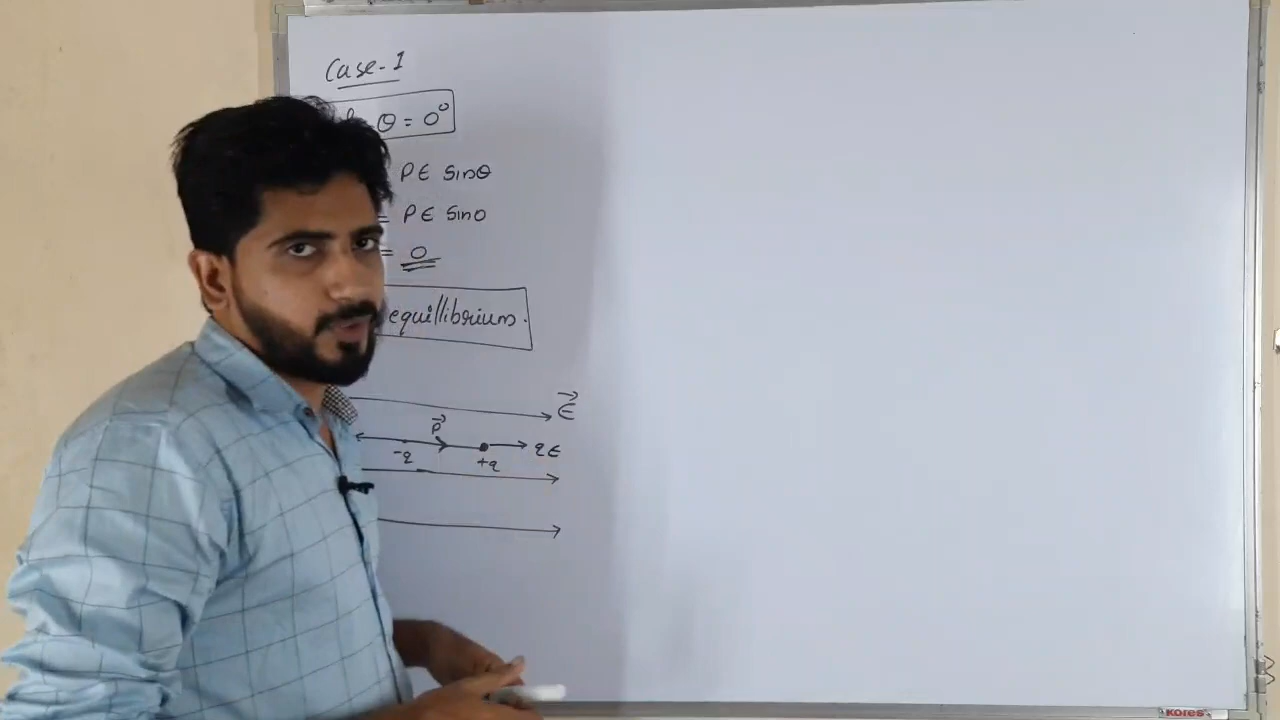 Case-1
θ = 0°
PE Sinθ
= PE Sin0
= 0
equillibrium.
E
P
-q
+q
qE
KORES